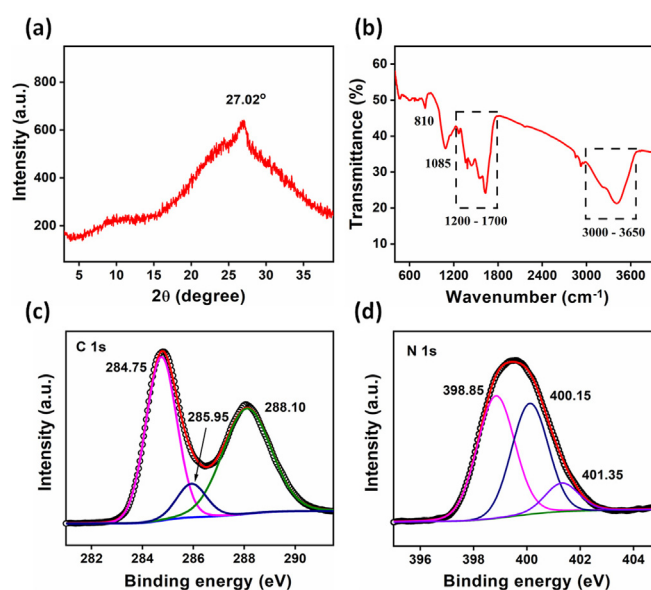 (a)
27.02°
800
600
400
200
Intensity (a.u.)
5 10 15 20 25 30 35
2θ (degree)
(b)
60
50
40
30
20
10
Transmittance (%)
810
1085
1200 - 1700
3000 - 3650
600 1200 1800 2400 3000 3600
Wavenumber (cm⁻¹)
(c)
C 1s
284.75
285.95
288.10
Intensity (a.u.)
282 284 286 288 290
Binding energy (eV)
(d)
N 1s
398.85
400.15
401.35
Intensity (a.u.)
396 398 400 402 404
Binding energy (eV)